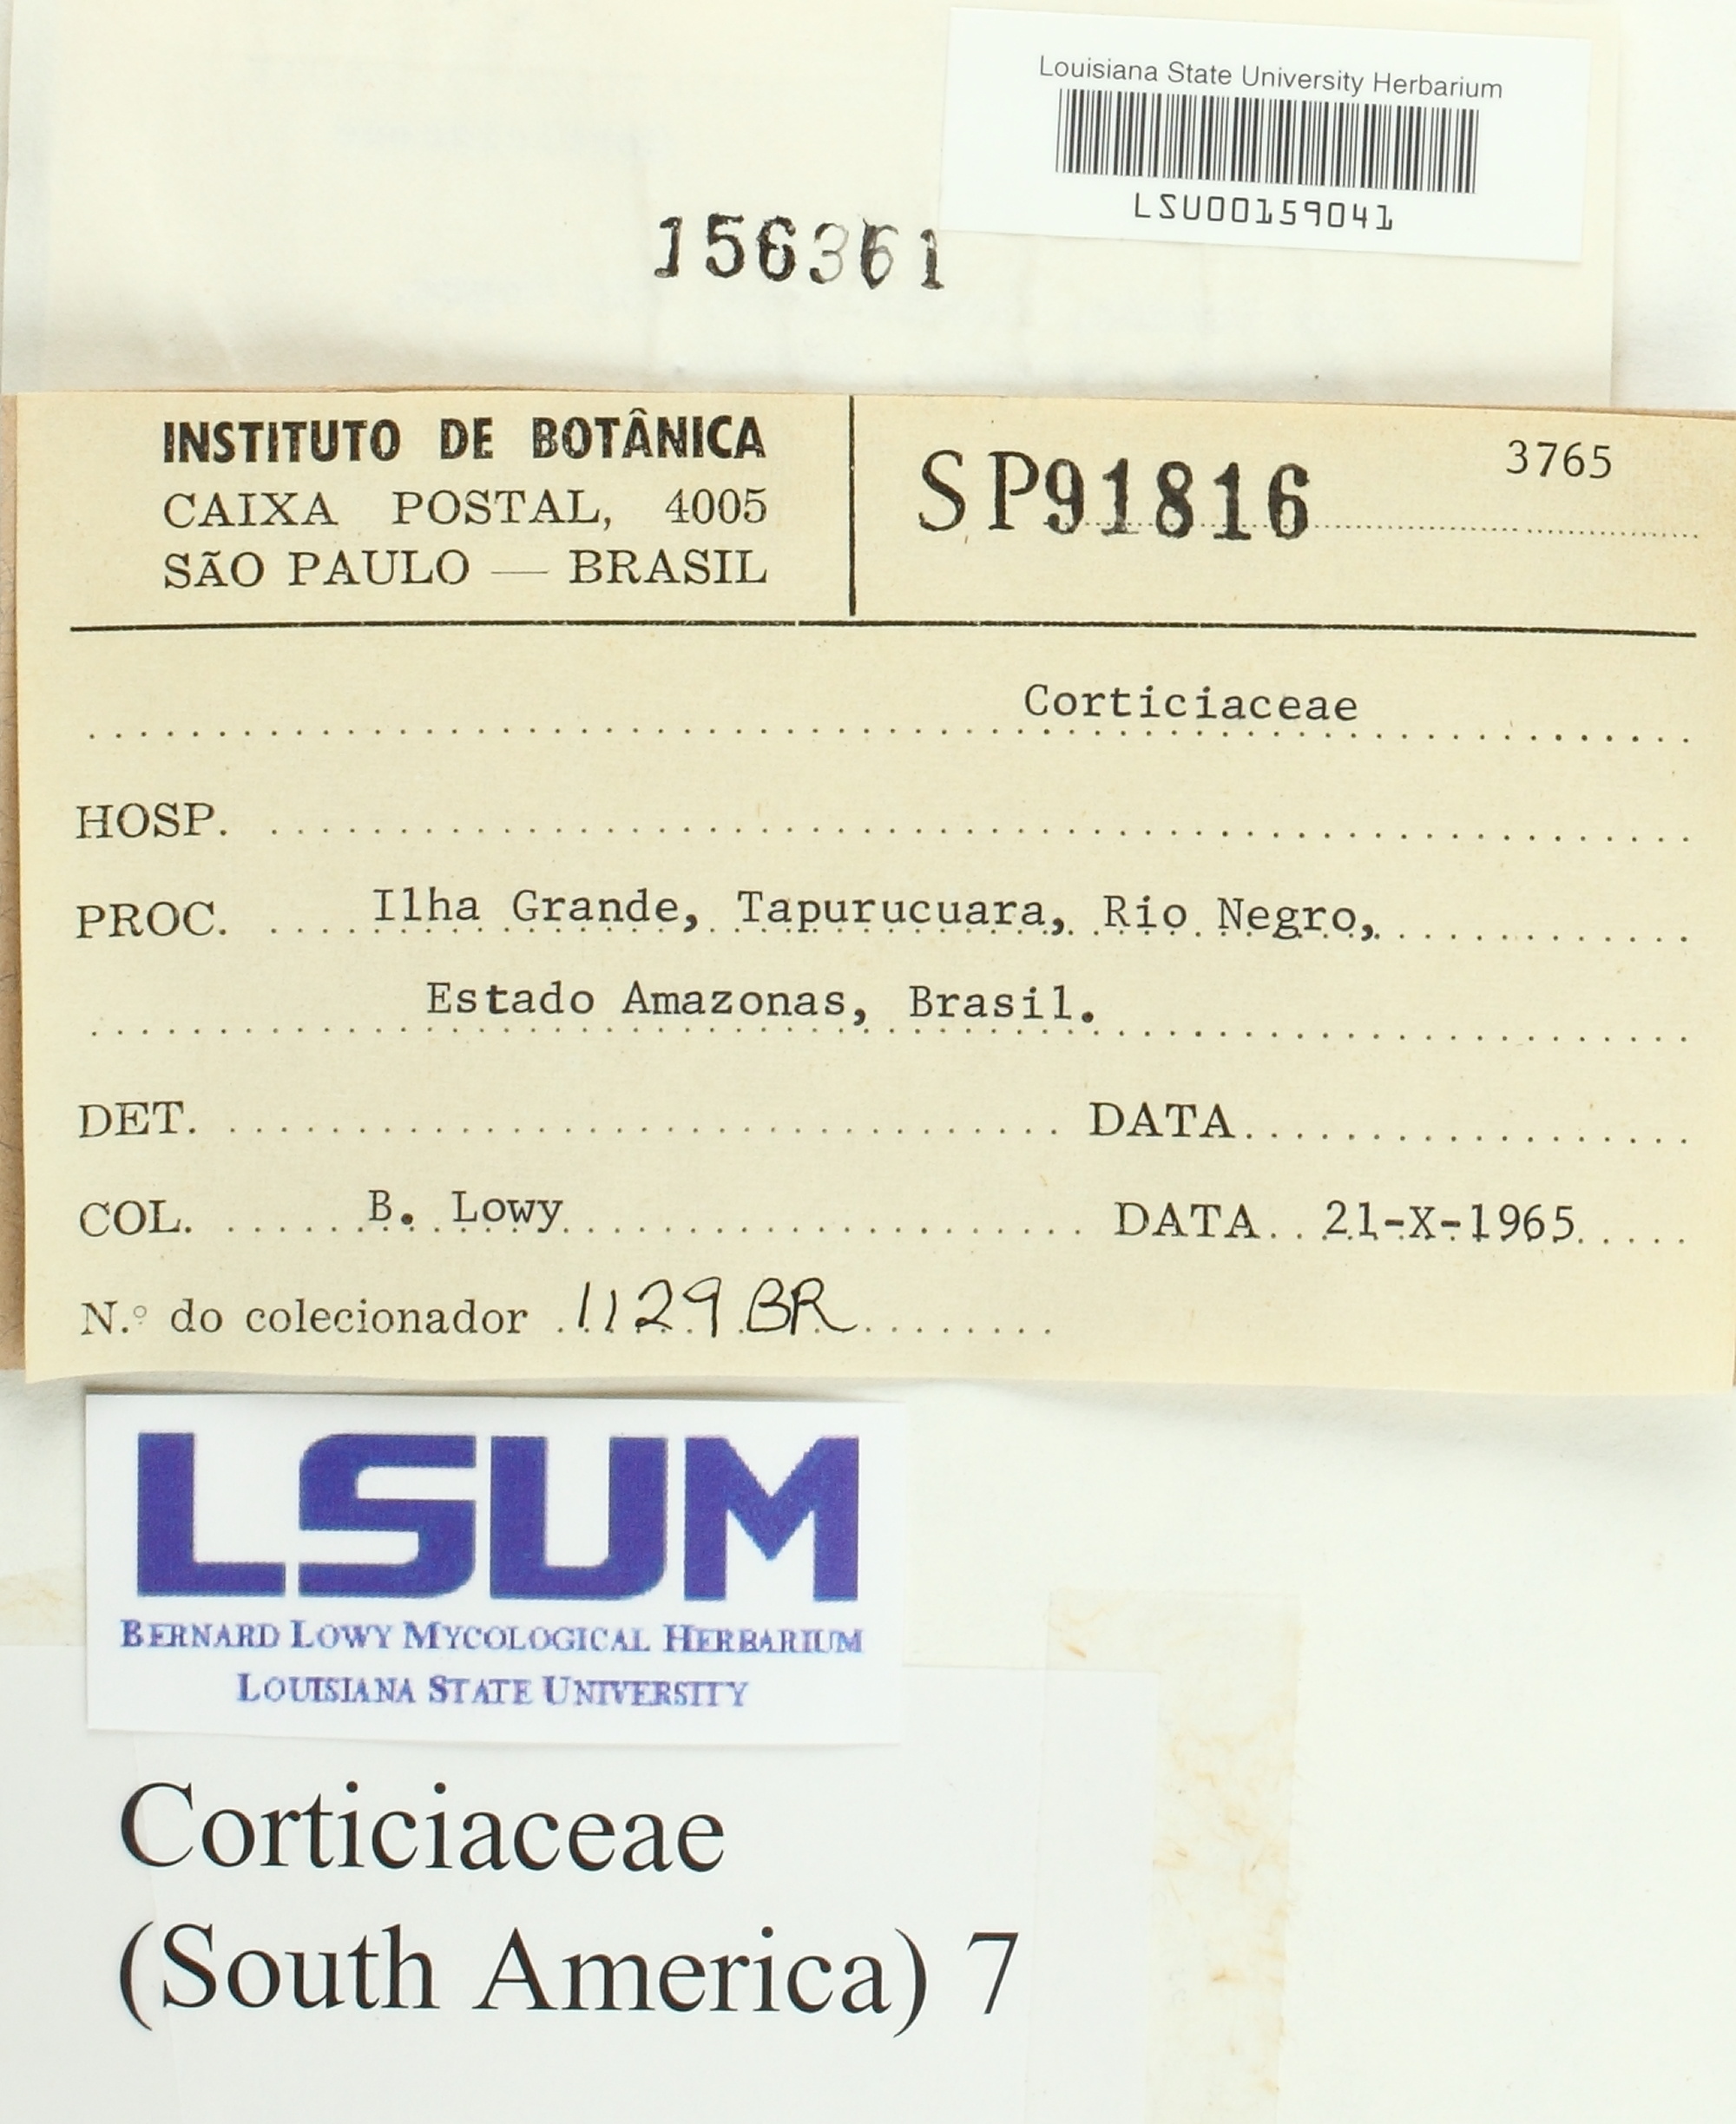 Louisiana State University Herbarium
LSU00159041
156361
INSTITUTO DE BOTÂNICA
CAIXA POSTAL, 4005
SÃO PAULO — BRASIL
3765
SP91816
Corticiaceae
HOSP.
PROC. Ilha Grande, Tapurucuara, Rio Negro,
Estado Amazonas, Brasil.
DET. DATA
COL. B. Lowy DATA 21-X-1965
N.º do colecionador 1129 BR
LSUM
BERNARD LOWY MYCOLOGICAL HERBARIUM
LOUISIANA STATE UNIVERSITY
Corticiaceae
(South America) 7